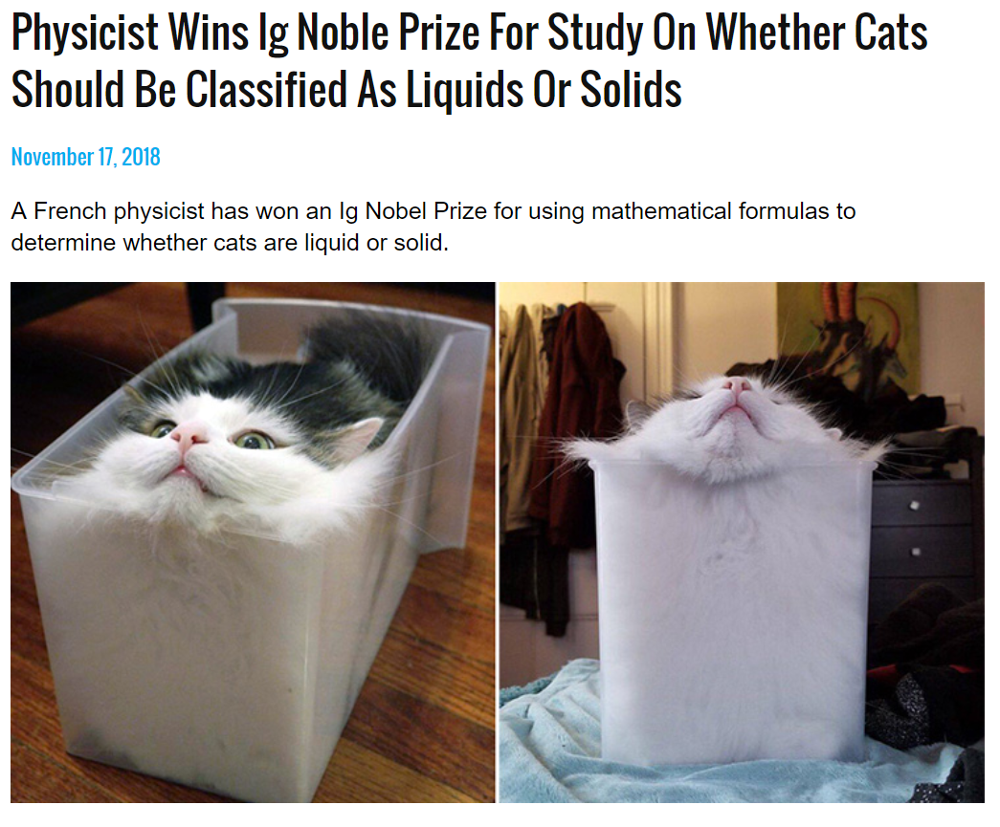 Physicist Wins Ig Noble Prize For Study On Whether Cats
Should Be Classified As Liquids Or Solids
November 17, 2018
A French physicist has won an Ig Nobel Prize for using mathematical formulas to
determine whether cats are liquid or solid.